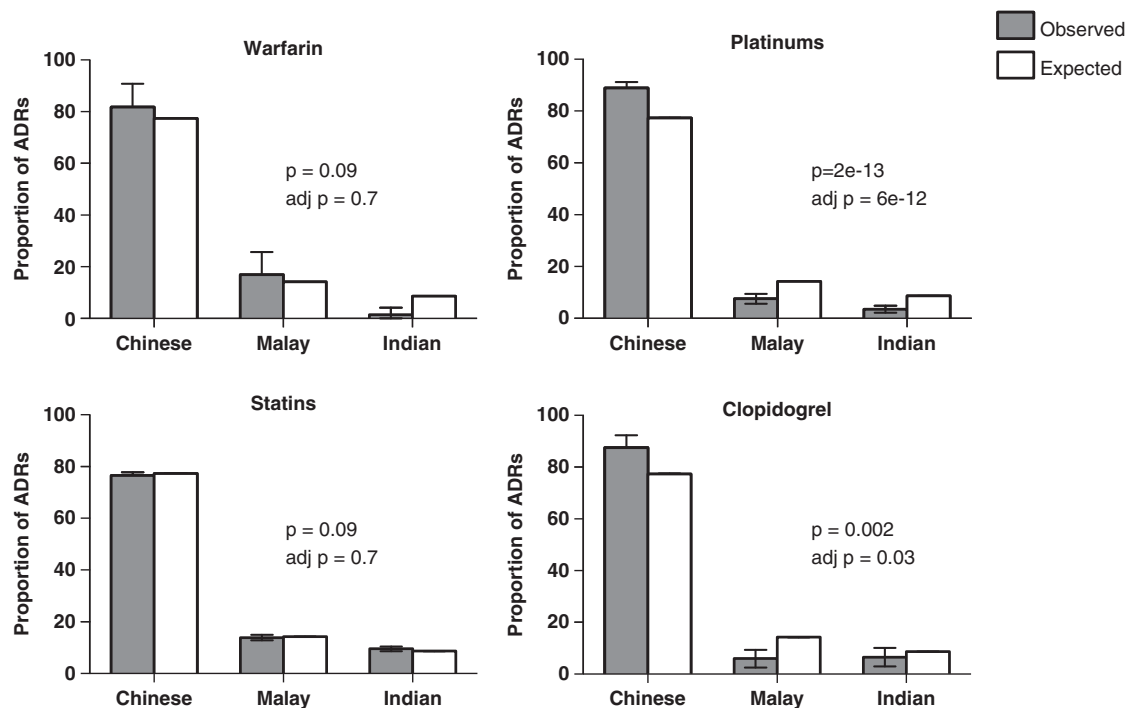 Observed
Expected
Warfarin
Proportion of ADRs
100
80
60
40
20
0
p = 0.09
adj p = 0.7
Chinese
Malay
Indian
Platinums
Proportion of ADRs
100
80
60
40
20
0
p=2e-13
adj p = 6e-12
Chinese
Malay
Indian
Statins
Proportion of ADRs
100
80
60
40
20
0
p = 0.09
adj p = 0.7
Chinese
Malay
Indian
Clopidogrel
Proportion of ADRs
100
80
60
40
20
0
p = 0.002
adj p = 0.03
Chinese
Malay
Indian